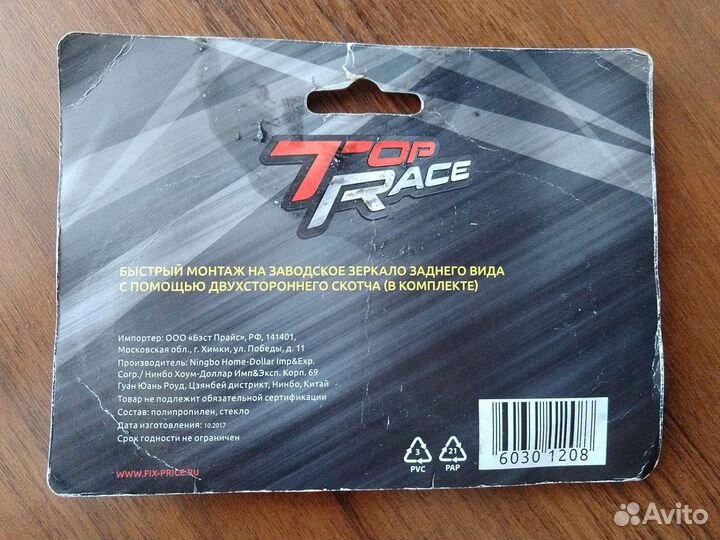 TOP
RACE
БЫСТРЫЙ МОНТАЖ НА ЗАВОДСКОЕ ЗЕРКАЛО ЗАДНЕГО ВИДА
С ПОМОЩЬЮ ДВУХСТОРОННЕГО СКОТЧА (В КОМПЛЕКТЕ)
Импортер: ООО «Бэст Прайс», РФ, 141401,
Московская обл., г. Химки, ул. Победы, д. 11
Производитель: Ningbo Home-Dollar Imp&Exp.
Corp./ Нинбо Хоум-Доллар Имп&Эксп. Корп. 69
Гуан Юань Роуд, Цзянбей дистрикт, Нинбо, Китай
Товар не подлежит обязательной сертификации
Состав: полипропилен, стекло
Дата изготовления: 10.2017
Срок годности не ограничен
WWW.FIX-PRICE.RU
3
PVC
21
PAP
6030 1208
Avito